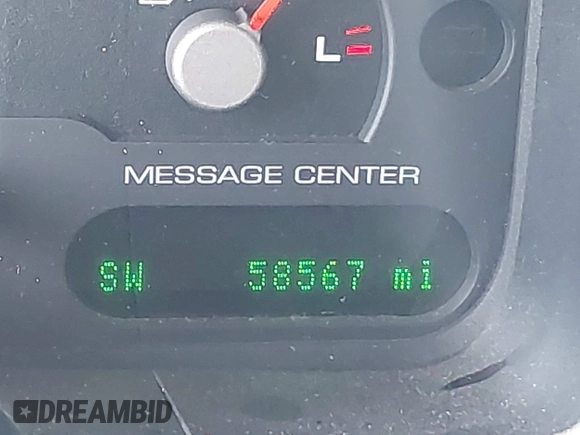 L
MESSAGE CENTER
SW 58567 mi
DREAMBID